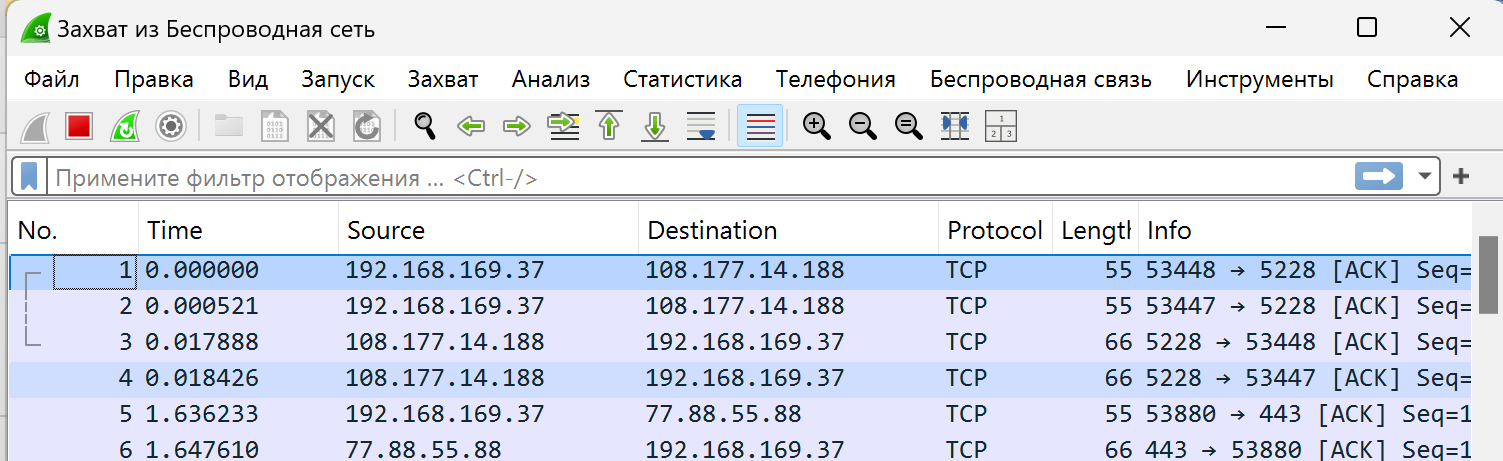 Захват из Беспроводная сеть
Файл Правка Вид Запуск Захват Анализ Статистика Телефония Беспроводная связь Инструменты Справка
Примените фильтр отображения ... <Ctrl-/>
No. Time Source Destination Protocol Length Info
1 0.000000 192.168.169.37 108.177.14.188 TCP 55 53448 → 5228 [ACK] Seq=
2 0.000521 192.168.169.37 108.177.14.188 TCP 55 53447 → 5228 [ACK] Seq=
3 0.017888 108.177.14.188 192.168.169.37 TCP 66 5228 → 53448 [ACK] Seq=
4 0.018426 108.177.14.188 192.168.169.37 TCP 66 5228 → 53447 [ACK] Seq=
5 1.636233 192.168.169.37 77.88.55.88 TCP 55 53880 → 443 [ACK] Seq=1
6 1.647610 77.88.55.88 192.168.169.37 TCP 66 443 → 53880 [ACK] Seq=1